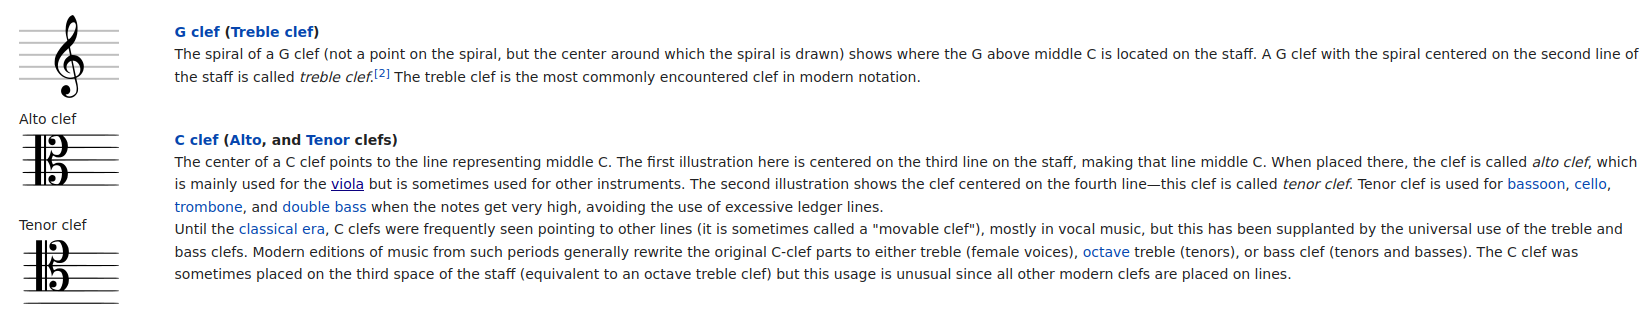 G clef (Treble clef)
The spiral of a G clef (not a point on the spiral, but the center around which the spiral is drawn) shows where the G above middle C is located on the staff. A G clef with the spiral centered on the second line of
the staff is called treble clef.[2] The treble clef is the most commonly encountered clef in modern notation.
Alto clef
C clef (Alto, and Tenor clefs)
The center of a C clef points to the line representing middle C. The first illustration here is centered on the third line on the staff, making that line middle C. When placed there, the clef is called alto clef, which
is mainly used for the viola but is sometimes used for other instruments. The second illustration shows the clef centered on the fourth line—this clef is called tenor clef. Tenor clef is used for bassoon, cello,
trombone, and double bass when the notes get very high, avoiding the use of excessive ledger lines.
Tenor clef
Until the classical era, C clefs were frequently seen pointing to other lines (it is sometimes called a "movable clef"), mostly in vocal music, but this has been supplanted by the universal use of the treble and
bass clefs. Modern editions of music from such periods generally rewrite the original C-clef parts to either treble (female voices), octave treble (tenors), or bass clef (tenors and basses). The C clef was
sometimes placed on the third space of the staff (equivalent to an octave treble clef) but this usage is unusual since all other modern clefs are placed on lines.